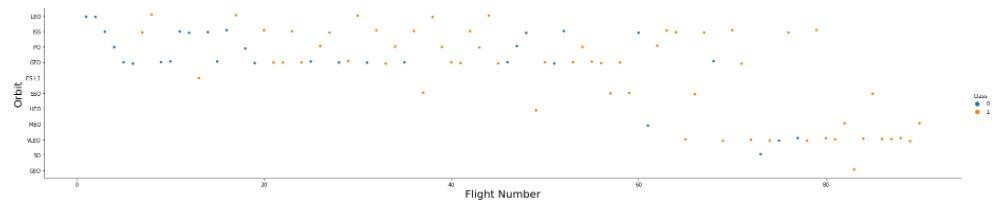 LEO
ISS
PO
GTO
ES-L1
SSO
HEO
MEO
VLEO
SO
GEO
Orbit
0
20
40
60
80
Flight Number
Class
0
1